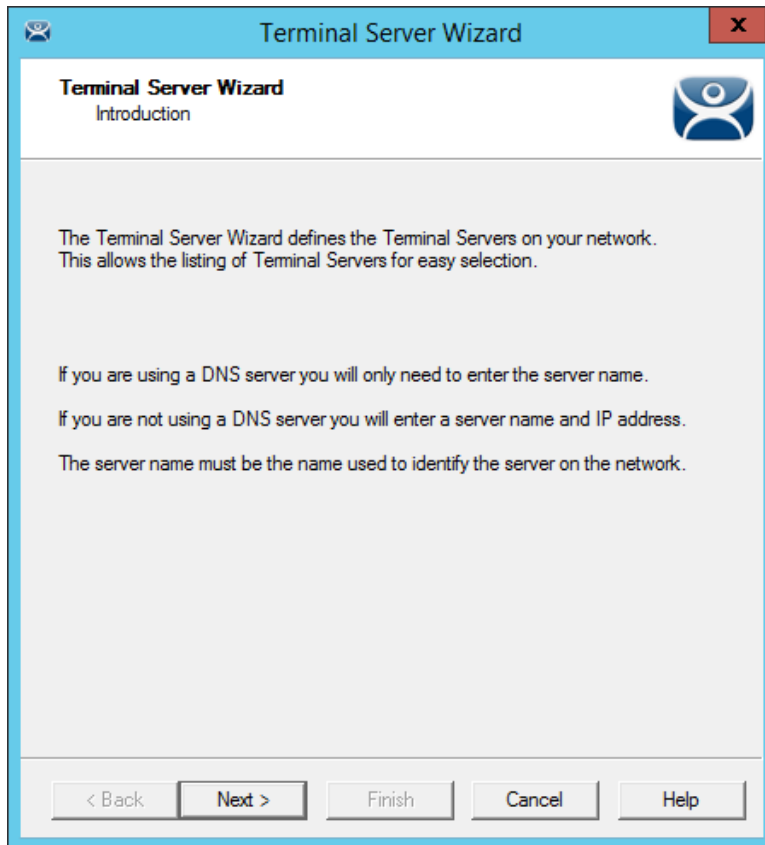 Terminal Server Wizard
X
Terminal Server Wizard
Introduction
The Terminal Server Wizard defines the Terminal Servers on your network.
This allows the listing of Terminal Servers for easy selection.
If you are using a DNS server you will only need to enter the server name.
If you are not using a DNS server you will enter a server name and IP address.
The server name must be the name used to identify the server on the network.
< Back Next > Finish Cancel Help